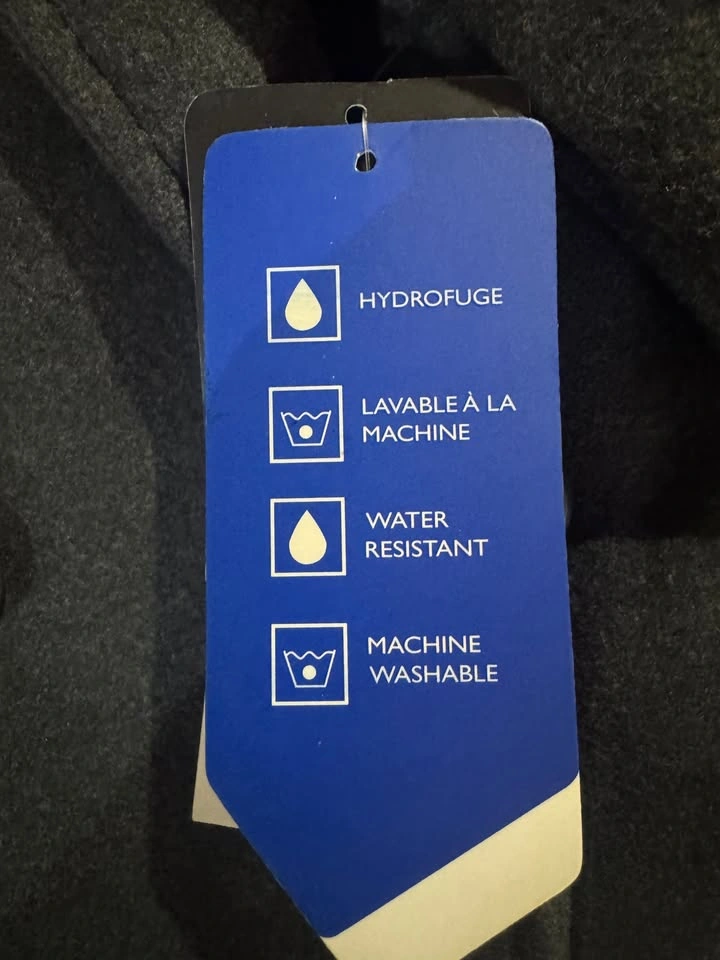 HYDROFUGE
LAVABLE À LA
MACHINE
WATER
RESISTANT
MACHINE
WASHABLE